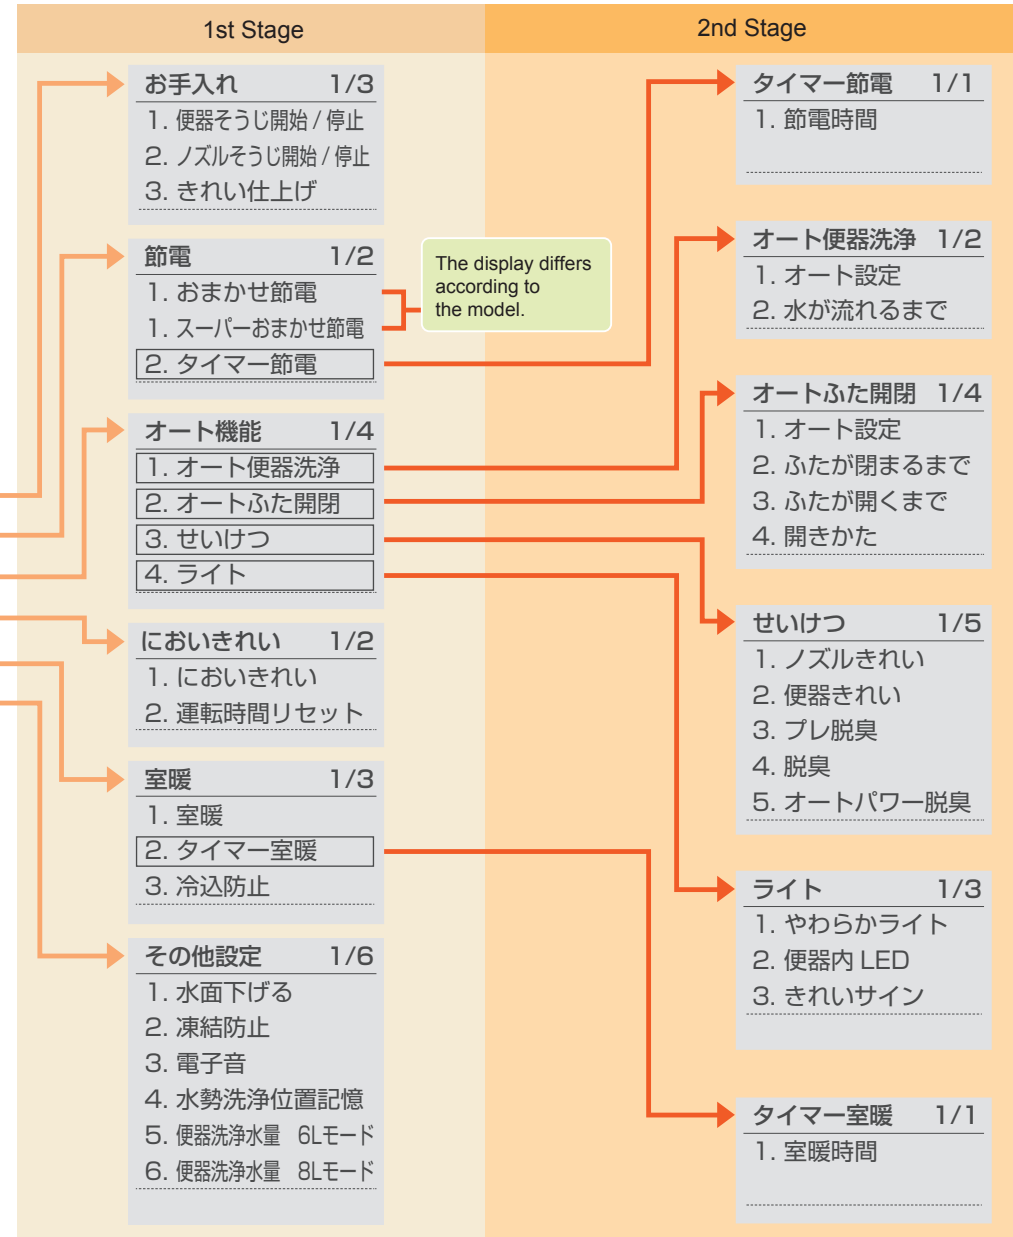 1st Stage
お手入れ 1/3
1. 便器そうじ開始 / 停止
2. ノズルそうじ開始 / 停止
3. きれい仕上げ
節電 1/2
1. おまかせ節電
1. スーパーおまかせ節電
2. タイマー節電
The display differs
according to
the model.
オート機能 1/4
1. オート便器洗浄
2. オートふた開閉
3. せいけつ
4. ライト
においきれい 1/2
1. においきれい
2. 運転時間リセット
室暖 1/3
1. 室暖
2. タイマー室暖
3. 冷込防止
その他設定 1/6
1. 水面下げる
2. 凍結防止
3. 電子音
4. 水勢洗浄位置記憶
5. 便器洗浄水量 6Lモード
6. 便器洗浄水量 8Lモード
2nd Stage
タイマー節電 1/1
1. 節電時間
オート便器洗浄 1/2
1. オート設定
2. 水が流れるまで
オートふた開閉 1/4
1. オート設定
2. ふたが閉まるまで
3. ふたが開くまで
4. 開きかた
せいけつ 1/5
1. ノズルきれい
2. 便器きれい
3. プレ脱臭
4. 脱臭
5. オートパワー脱臭
ライト 1/3
1. やわらかライト
2. 便器内 LED
3. きれいサイン
タイマー室暖 1/1
1. 室暖時間